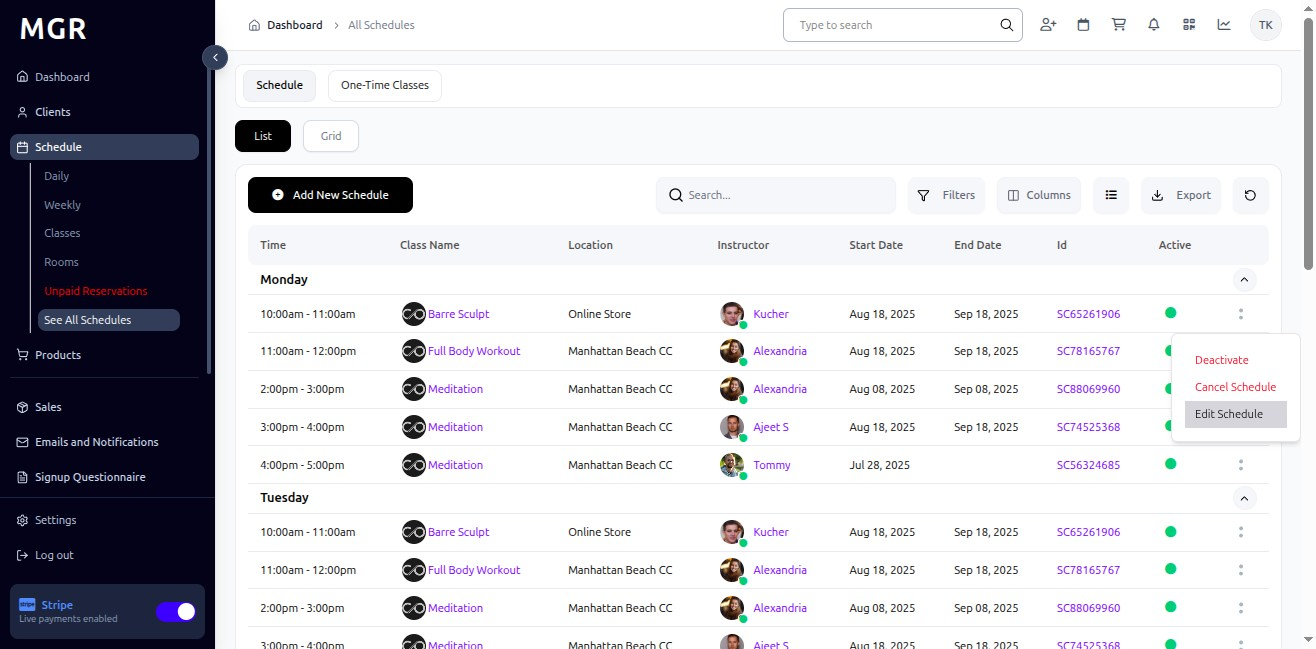 MGR
Dashboard
Clients
Schedule
Daily
Weekly
Classes
Rooms
Unpaid Reservations
See All Schedules
Products
Sales
Emails and Notifications
Signup Questionnaire
Settings
Log out
stripe Stripe
Live payments enabled
Dashboard > All Schedules
Type to search
TK
Schedule One-Time Classes
List Grid
Add New Schedule Search... Filters Columns Export
Time Class Name Location Instructor Start Date End Date Id Active
Monday
10:00am - 11:00am Barre Sculpt Online Store Kucher Aug 18, 2025 Sep 18, 2025 SC65261906
11:00am - 12:00pm Full Body Workout Manhattan Beach CC Alexandria Aug 18, 2025 Sep 18, 2025 SC78165767
2:00pm - 3:00pm Meditation Manhattan Beach CC Alexandria Aug 08, 2025 Sep 08, 2025 SC88069960
3:00pm - 4:00pm Meditation Manhattan Beach CC Ajeet S Aug 18, 2025 Sep 18, 2025 SC74525368
4:00pm - 5:00pm Meditation Manhattan Beach CC Tommy Jul 28, 2025 SC56324685
Deactivate
Cancel Schedule
Edit Schedule
Tuesday
10:00am - 11:00am Barre Sculpt Online Store Kucher Aug 18, 2025 Sep 18, 2025 SC65261906
11:00am - 12:00pm Full Body Workout Manhattan Beach CC Alexandria Aug 18, 2025 Sep 18, 2025 SC78165767
2:00pm - 3:00pm Meditation Manhattan Beach CC Alexandria Aug 08, 2025 Sep 08, 2025 SC88069960
3:00pm - 4:00pm Meditation Manhattan Beach CC Ajeet S Aug 18, 2025 Sep 18, 2025 SC74525368